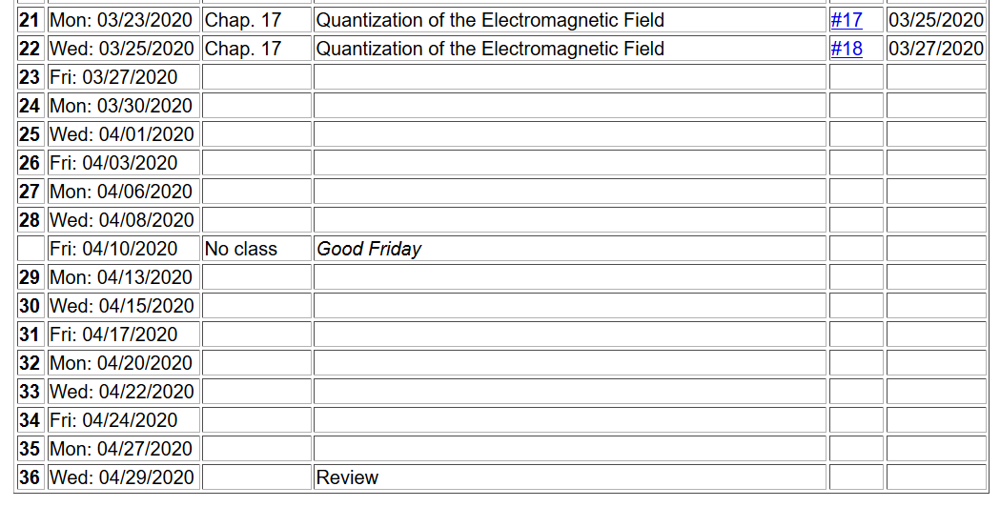 21 Mon: 03/23/2020 Chap. 17 Quantization of the Electromagnetic Field #17 03/25/2020
22 Wed: 03/25/2020 Chap. 17 Quantization of the Electromagnetic Field #18 03/27/2020
23 Fri: 03/27/2020
24 Mon: 03/30/2020
25 Wed: 04/01/2020
26 Fri: 04/03/2020
27 Mon: 04/06/2020
28 Wed: 04/08/2020
Fri: 04/10/2020 No class Good Friday
29 Mon: 04/13/2020
30 Wed: 04/15/2020
31 Fri: 04/17/2020
32 Mon: 04/20/2020
33 Wed: 04/22/2020
34 Fri: 04/24/2020
35 Mon: 04/27/2020
36 Wed: 04/29/2020 Review